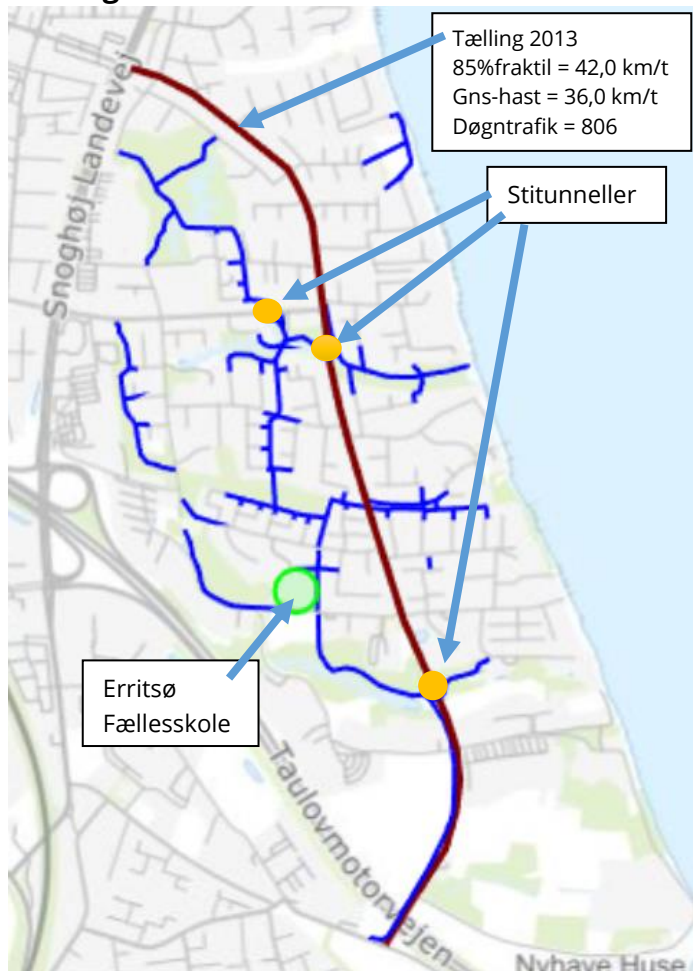 Tælling 2013
85%fraktil = 42,0 km/t
Gns-hast = 36,0 km/t
Døgntrafik = 806
Stitunneller
Snoghøj Landevej
Erritsø
Fællesskole
Taulovmotorvejen
Nyhave Huse